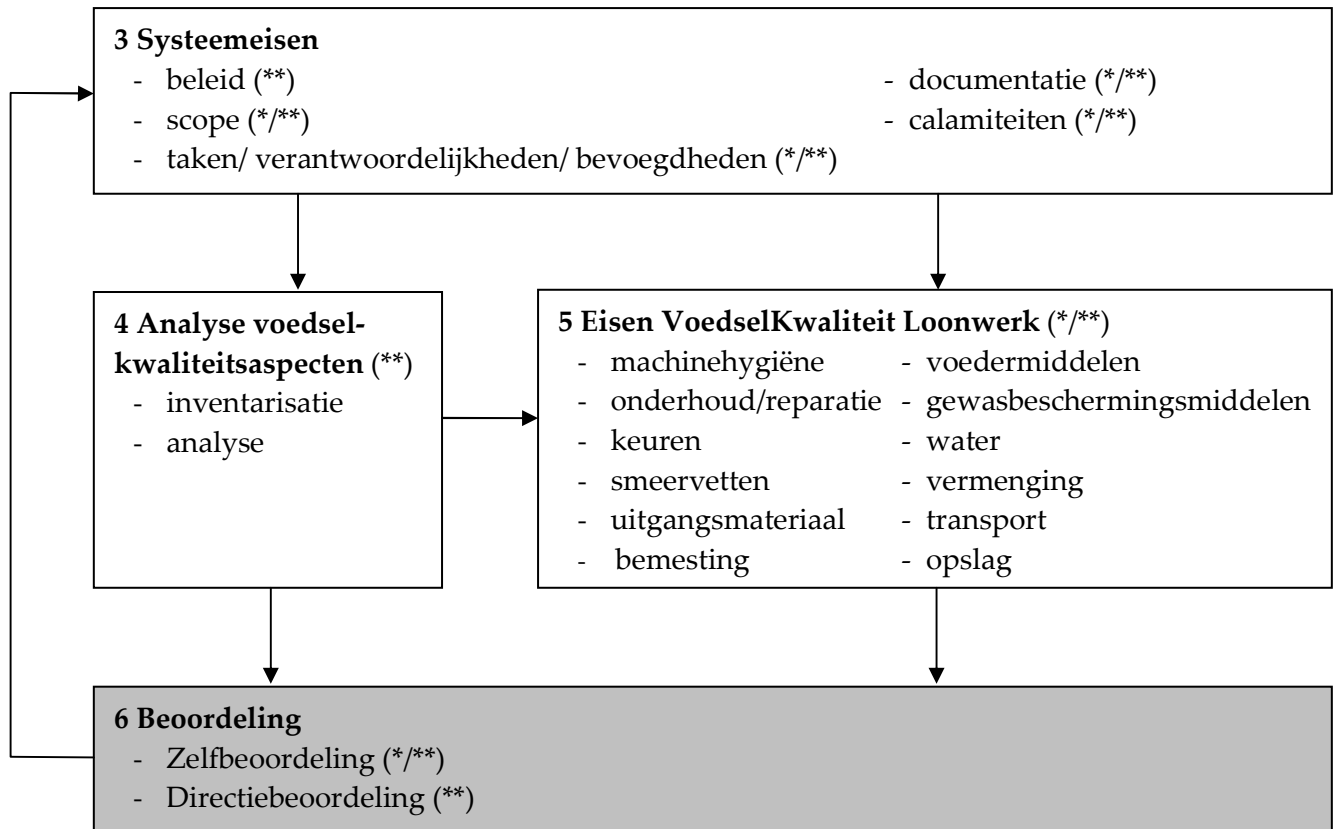 3 Systeemeisen
- beleid (**)
- scope (*/**)
- taken/ verantwoordelijkheden/ bevoegdheden (*/**)
- documentatie (*/**)
- calamiteiten (*/**)
4 Analyse voedsel-
kwaliteitsaspecten (**)
- inventarisatie
- analyse
5 Eisen VoedselKwaliteit Loonwerk (*/**)
- machinehygiëne
- onderhoud/reparatie
- keuren
- smeervetten
- uitgangsmateriaal
- bemesting
- voedermiddelen
- gewasbeschermingsmiddelen
- water
- vermenging
- transport
- opslag
6 Beoordeling
- Zelfbeoordeling (*/**)
- Directiebeoordeling (**)